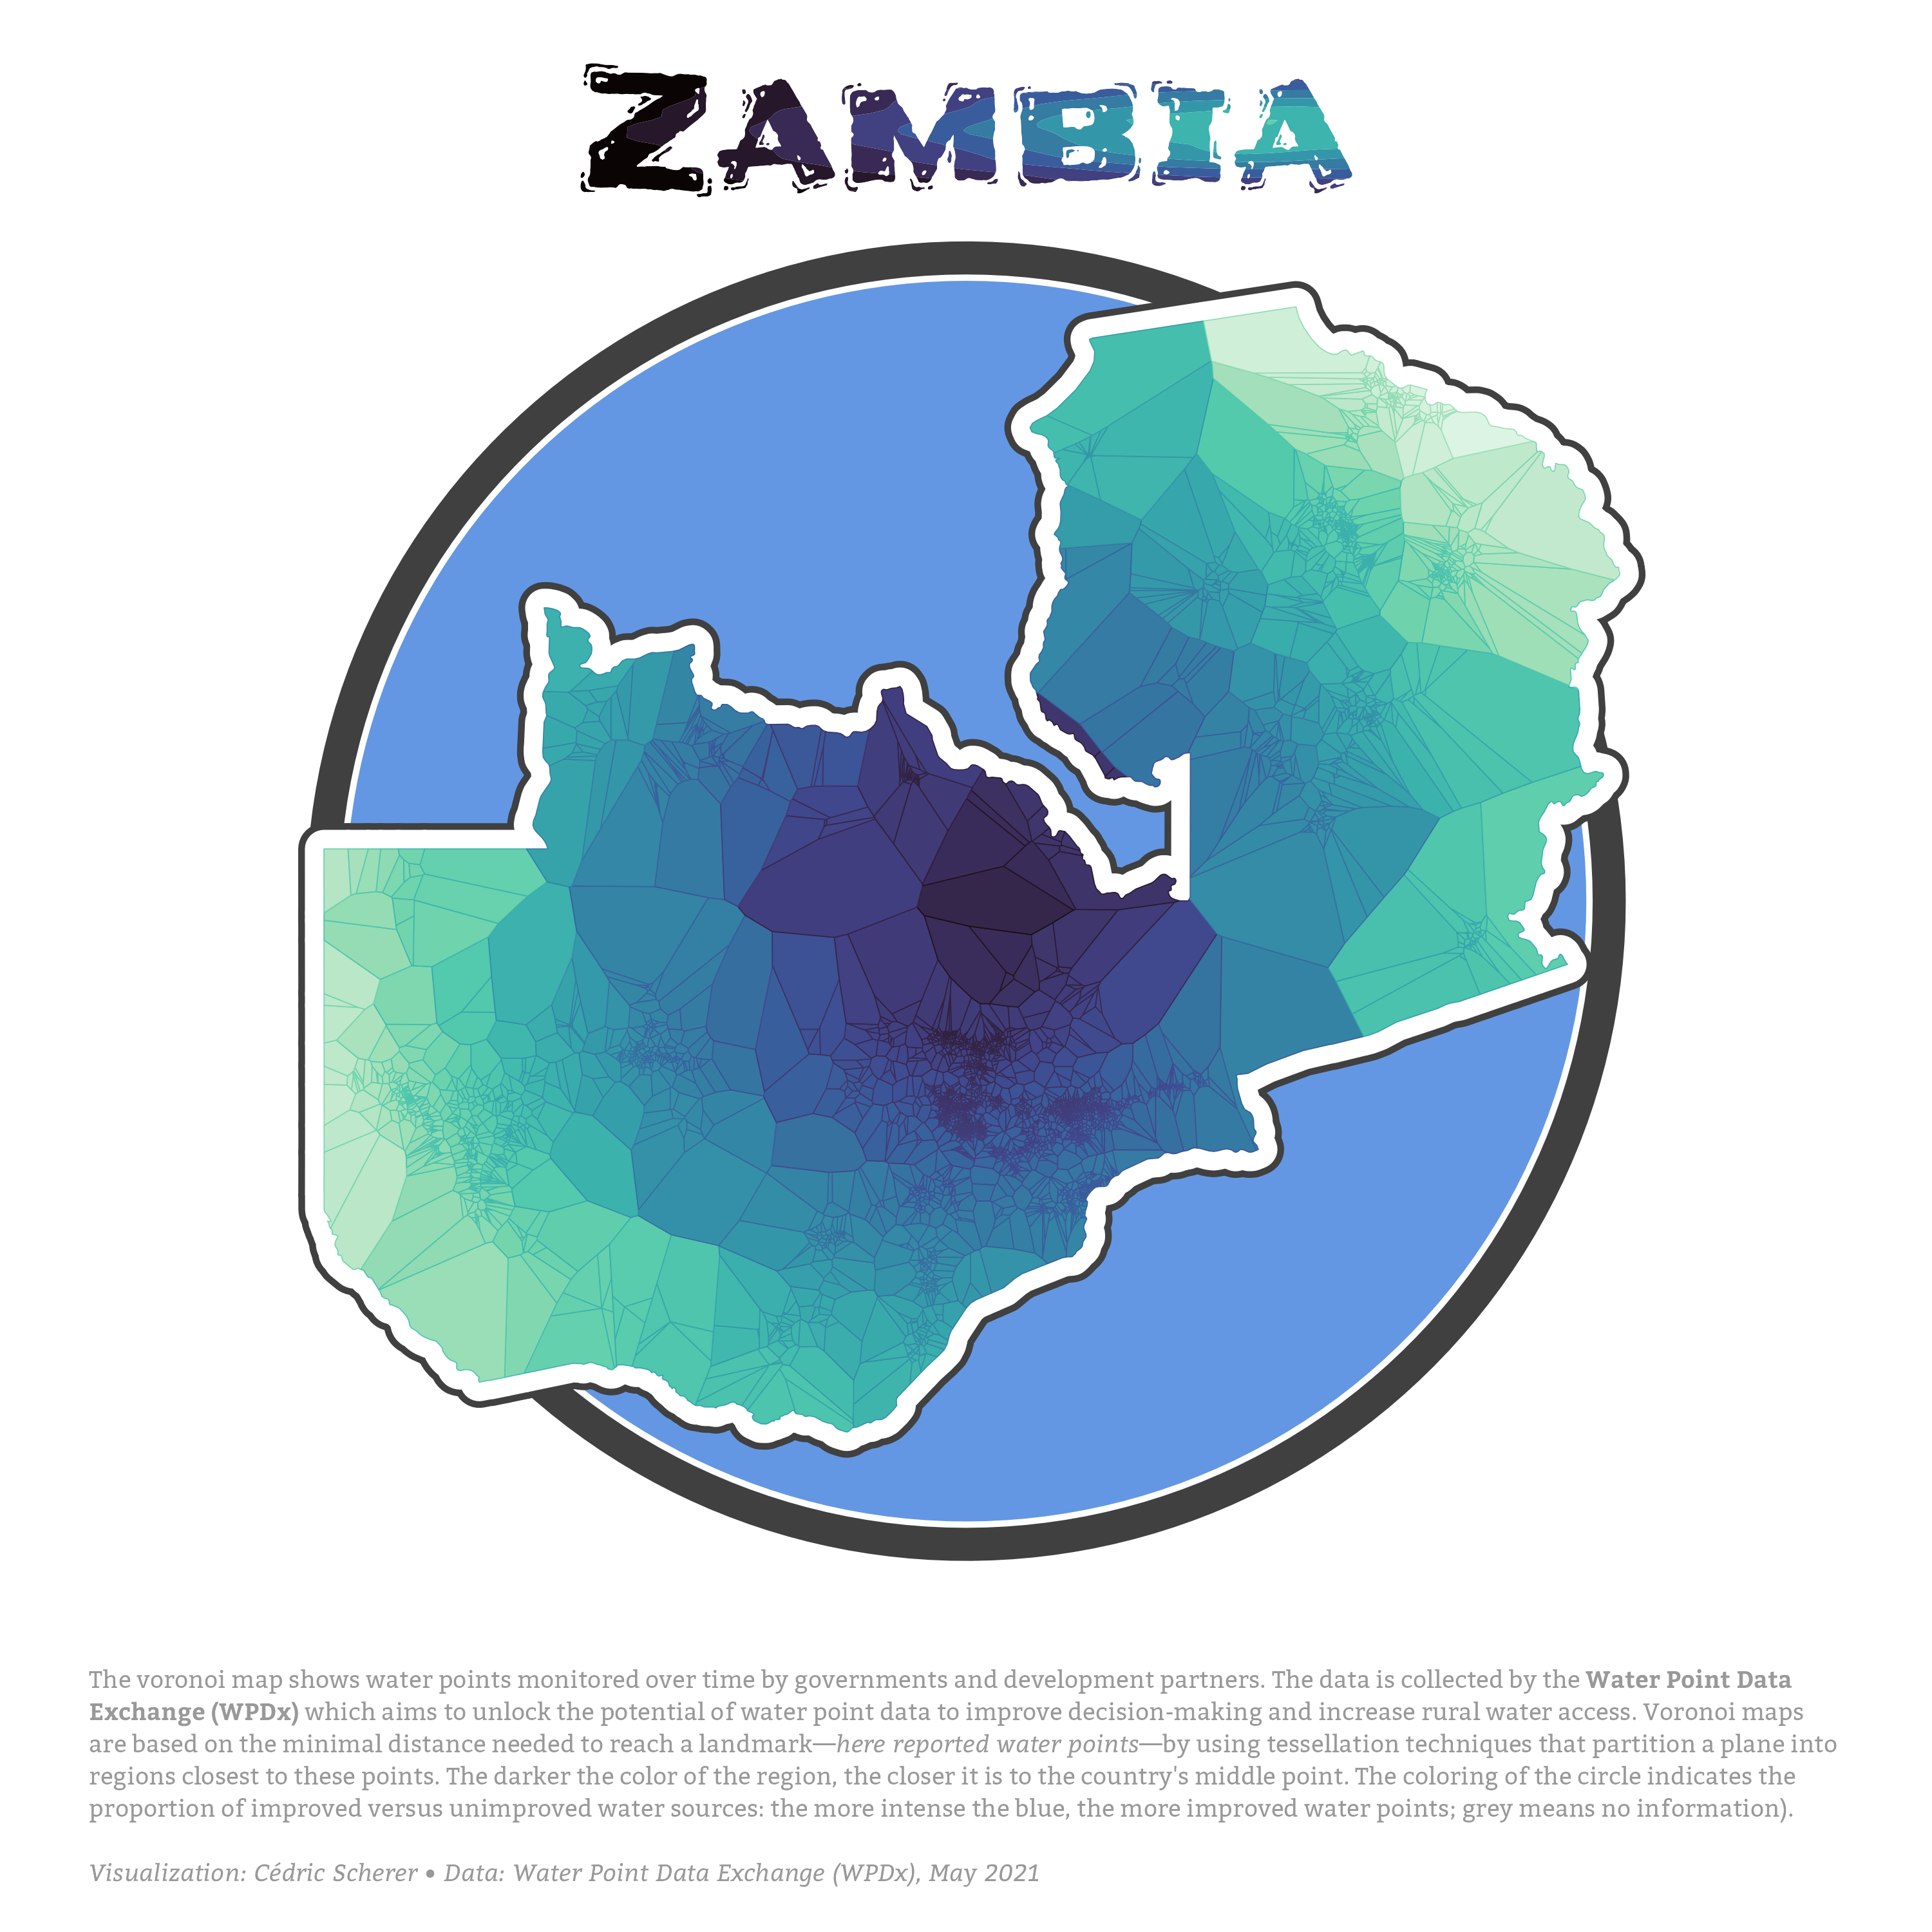 ZAMBIA
The voronoi map shows water points monitored over time by governments and development partners. The data is collected by the Water Point Data
Exchange (WPDx) which aims to unlock the potential of water point data to improve decision-making and increase rural water access. Voronoi maps
are based on the minimal distance needed to reach a landmark—here reported water points—by using tessellation techniques that partition a plane into
regions closest to these points. The darker the color of the region, the closer it is to the country's middle point. The coloring of the circle indicates the
proportion of improved versus unimproved water sources: the more intense the blue, the more improved water points; grey means no information).
Visualization: Cédric Scherer • Data: Water Point Data Exchange (WPDx), May 2021